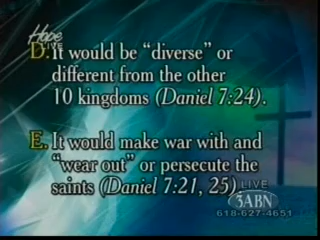 Hope
LIVE
D. It would be “diverse” or
different from the other
10 kingdoms (Daniel 7:24).
E. It would make war with and
“wear out” or persecute the
saints (Daniel 7:21, 25)
LIVE
3ABN
618-627-4651